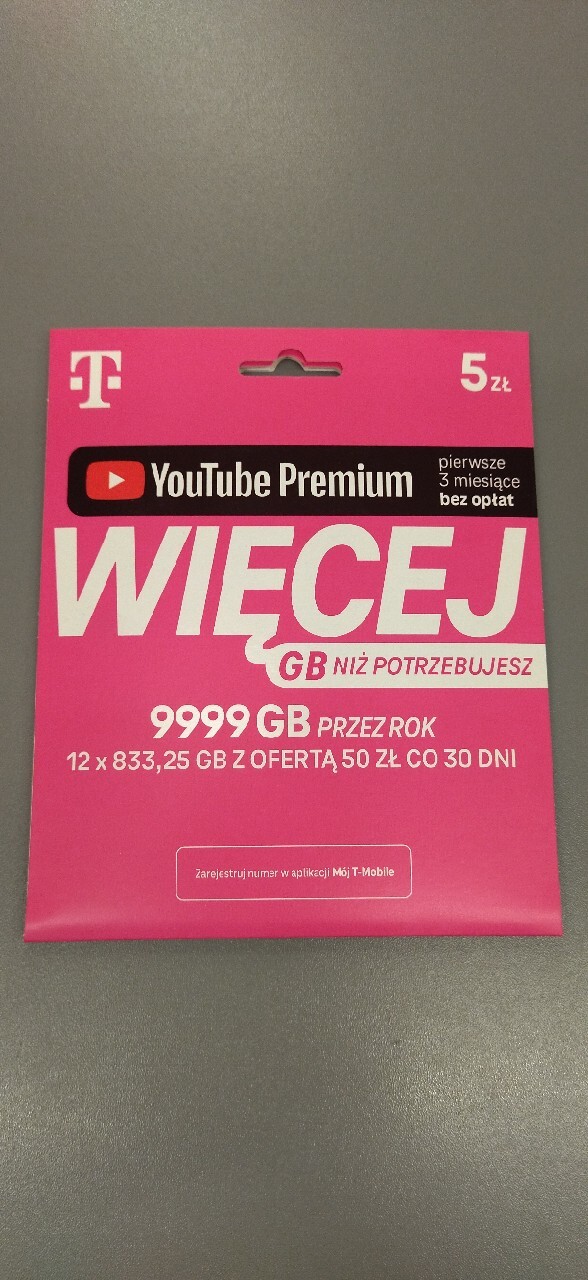 T
5 ZŁ
YouTube Premium
pierwsze
3 miesiące
bez opłat
WIĘCEJ
GB NIŻ POTRZEBUJESZ
9999 GB PRZEZ ROK
12 x 833,25 GB Z OFERTĄ 50 ZŁ CO 30 DNI
Zarejestruj numer w aplikacji Mój T-Mobile